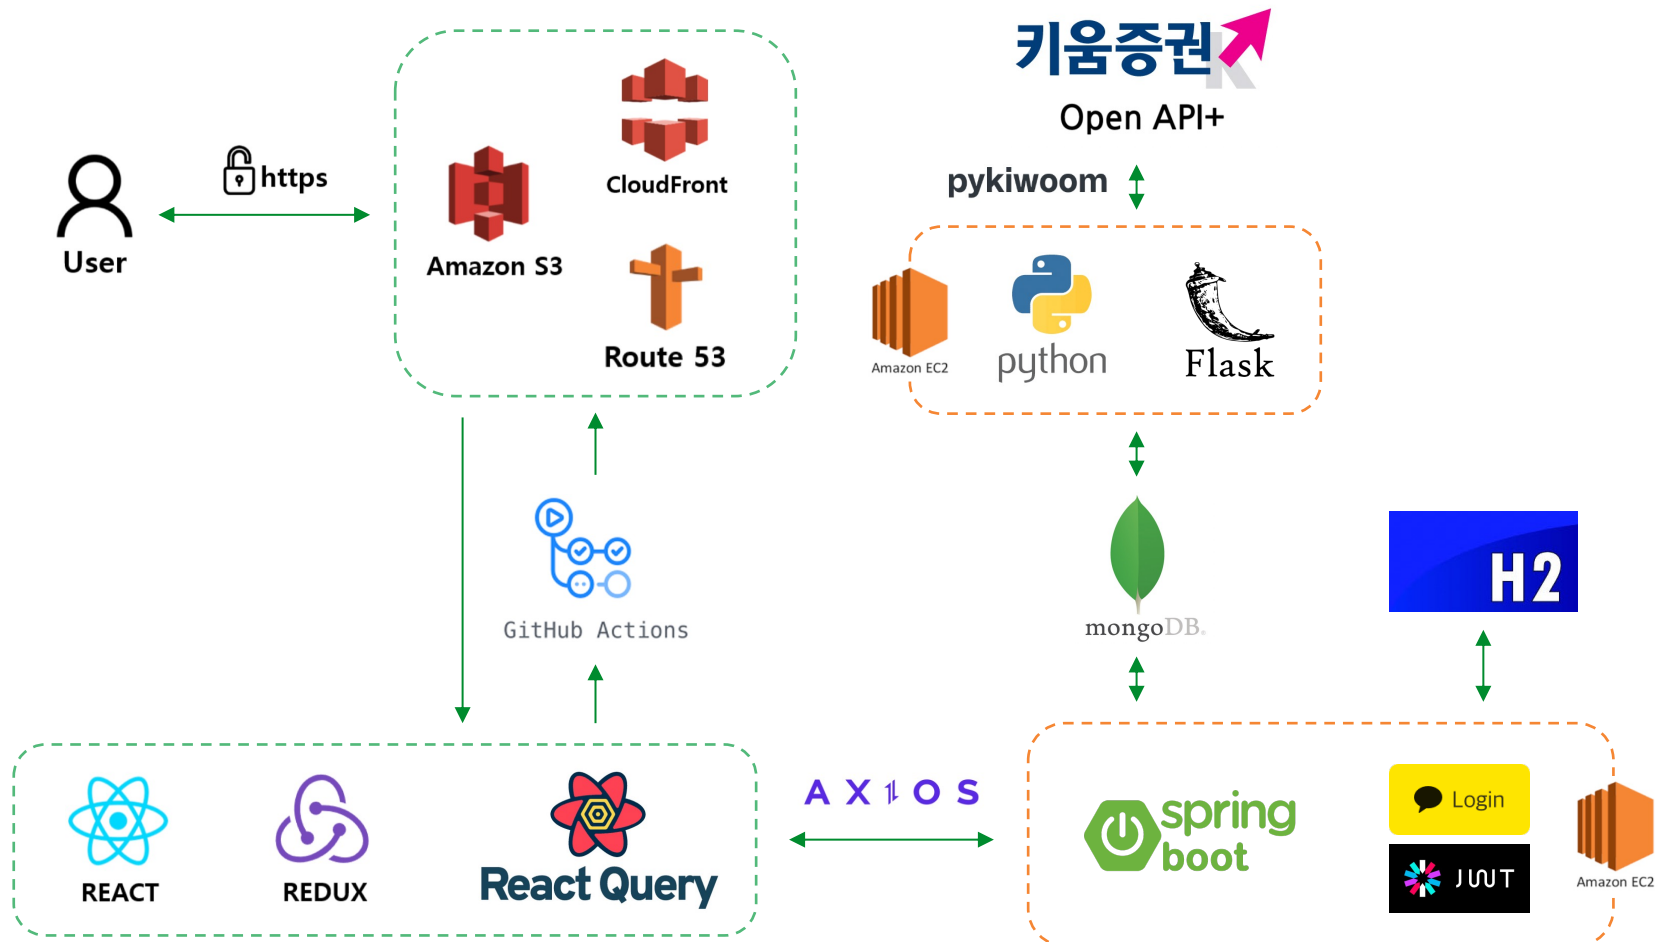 키움증권
Open API+
https
User
CloudFront
Amazon S3
Route 53
pykiwoom
Amazon EC2
python
Flask
GitHub Actions
mongoDB®
H2
REACT
REDUX
React Query
AXIOS
spring
boot
Login
JWT
Amazon EC2